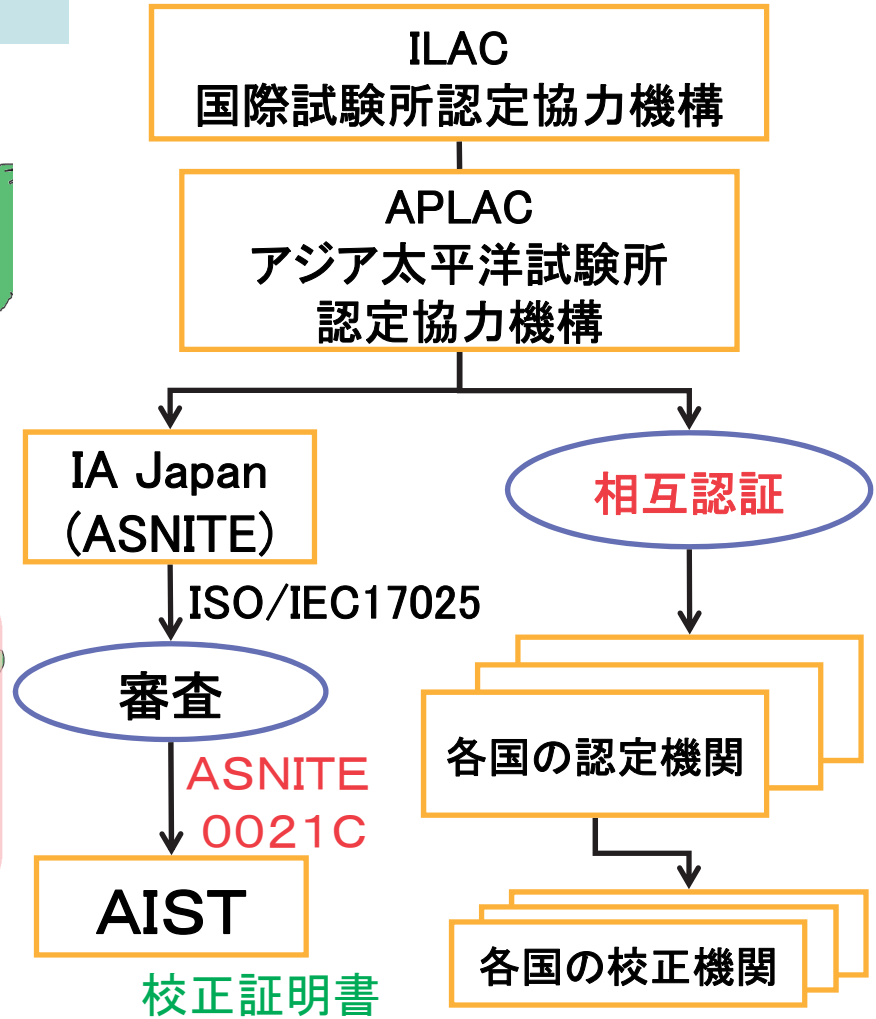 ILAC
国際試験所認定協力機構
APLAC
アジア太平洋試験所
認定協力機構
IA Japan
(ASNITE)
相互認証
ISO/IEC17025
審査
各国の認定機関
ASNITE
0021C
AIST
各国の校正機関
校正証明書